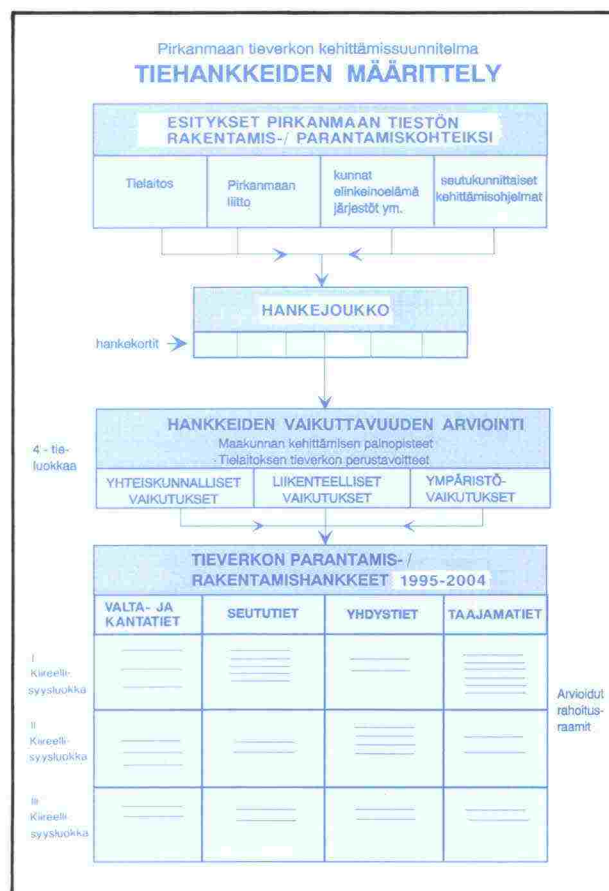 Pirkanmaan tieverkon kehittämissuunnitelma
TIEHANKKEIDEN MÄÄRITTELY
ESITYKSET PIRKANMAAN TIESTÖN
RAKENTAMIS-/ PARANTAMISKOHTEIKSI
Tielaitos
Pirkanmaan
liitto
kunnat
elinkeinoelämä
järjestöt ym.
seutukunnittaiset
kehittämisohjelmat
HANKEJOUKKO
hankekortit
HANKKEIDEN VAIKUTTAVUUDEN ARVIOINTI
Maakunnan kehittämisen painopisteet
- Tielaitoksen tieverkon perustavoitteet
4 - tie-
luokkaa
YHTEISKUNNALLISET
VAIKUTUKSET
LIIKENTEELLISET
VAIKUTUKSET
YMPÄRISTÖ-
VAIKUTUKSET
TIEVERKON PARANTAMIS- /
RAKENTAMISHANKKEET 1995-2004
VALTA- JA
KANTATIET
SEUTUTIET
YHDYSTIET
TAAJAMATIET
I
Kiireelli-
syysluokka
II
Kiireelli-
syysluokka
III
Kiireelli-
syysluokka
Arvioidut
rahoitus-
raamit